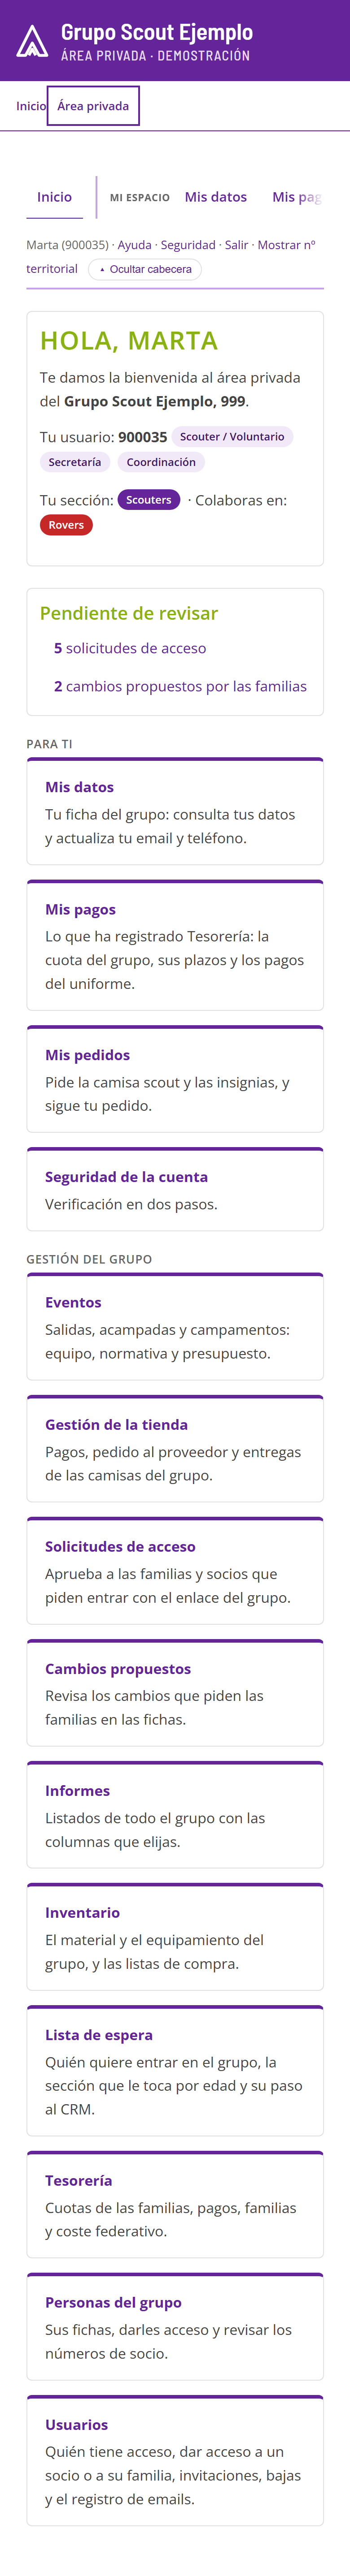 Grupo Scout Ejemplo
ÁREA PRIVADA · DEMOSTRACIÓN
Inicio Área privada
Inicio MI ESPACIO Mis datos Mis pag
Marta (900035) · Ayuda · Seguridad · Salir · Mostrar nº
territorial ▲ Ocultar cabecera
HOLA, MARTA
Te damos la bienvenida al área privada
del Grupo Scout Ejemplo, 999.
Tu usuario: 900035 Scouter / Voluntario
Secretaría Coordinación
Tu sección: Scouters · Colaboras en:
Rovers
Pendiente de revisar
5 solicitudes de acceso
2 cambios propuestos por las familias
PARA TI
Mis datos
Tu ficha del grupo: consulta tus datos
y actualiza tu email y teléfono.
Mis pagos
Lo que ha registrado Tesorería: la
cuota del grupo, sus plazos y los pagos
del uniforme.
Mis pedidos
Pide la camisa scout y las insignias, y
sigue tu pedido.
Seguridad de la cuenta
Verificación en dos pasos.
GESTIÓN DEL GRUPO
Eventos
Salidas, acampadas y campamentos:
equipo, normativa y presupuesto.
Gestión de la tienda
Pagos, pedido al proveedor y entregas
de las camisas del grupo.
Solicitudes de acceso
Aprueba a las familias y socios que
piden entrar con el enlace del grupo.
Cambios propuestos
Revisa los cambios que piden las
familias en las fichas.
Informes
Listados de todo el grupo con las
columnas que elijas.
Inventario
El material y el equipamiento del
grupo, y las listas de compra.
Lista de espera
Quién quiere entrar en el grupo, la
sección que le toca por edad y su paso
al CRM.
Tesorería
Cuotas de las familias, pagos, familias
y coste federativo.
Personas del grupo
Sus fichas, darles acceso y revisar los
números de socio.
Usuarios
Quién tiene acceso, dar acceso a un
socio o a su familia, invitaciones, bajas
y el registro de emails.